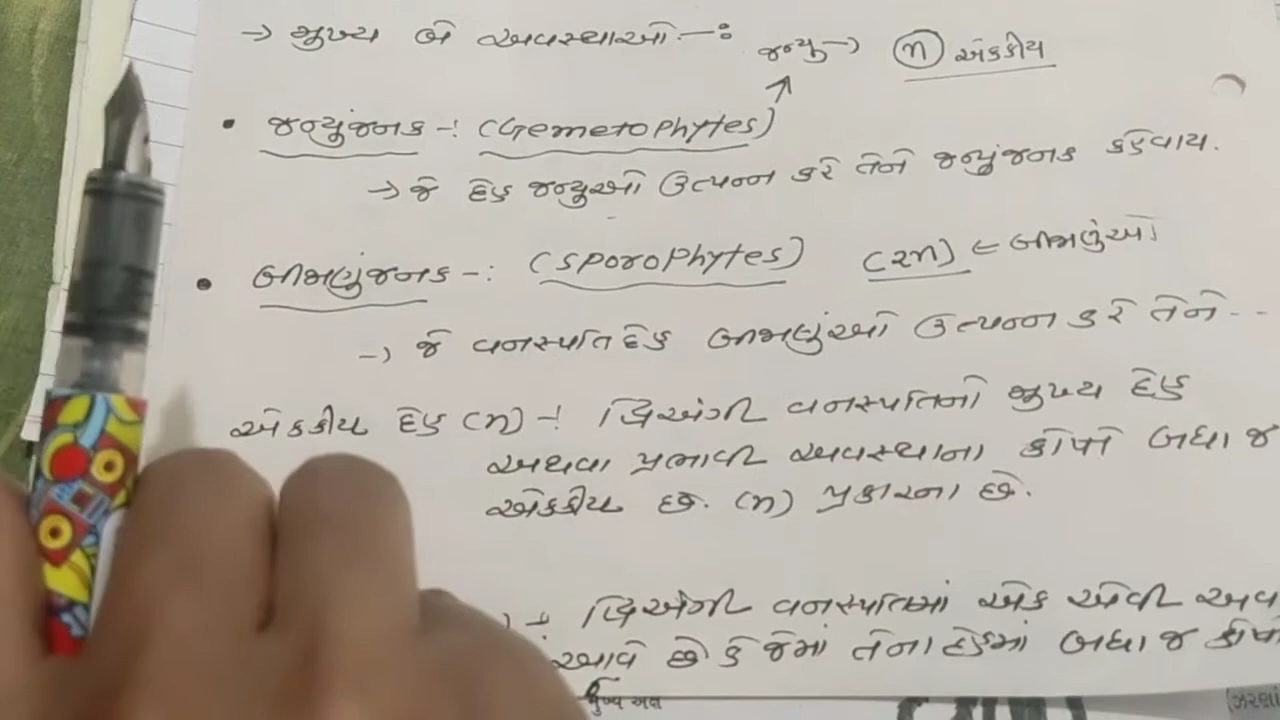 → મુખ્ય બે અવસ્થાઓ :-
જન્યુ → (n) એકકીય
• જન્યુજનક -: (Gemetophytes)
→ જે દેહ જન્યુઓ ઉત્પન્ન કરે તેને જન્યુજનક કહેવાય.
• બીજાણુજનક -: (Sporophytes) (2n) ← બીજાણુઓ
→ જે વનસ્પતિ દેહ બીજાણુઓ ઉત્પન્ન કરે તેને --
એકકીય દેહ (n) -: દ્વિઅંગી વનસ્પતિનો મુખ્ય દેહ
અથવા પ્રભાવી અવસ્થાના કોષો બધા જ
એકકીય છે. (n) પ્રકારના છે.
) -: દ્વિઅંગી વનસ્પતિમાં એક એવી અવ
આવે છે કે જેમાં તેના દેહમાં બધા જ કોષો